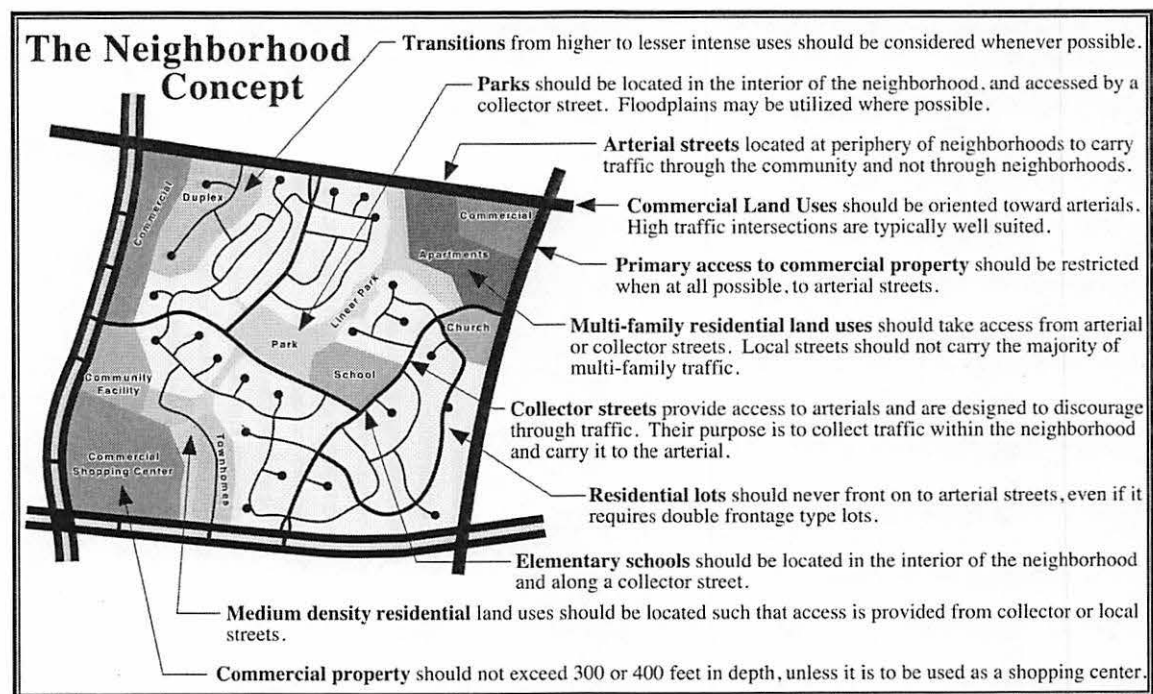 The Neighborhood
Concept
Transitions from higher to lesser intense uses should be considered whenever possible.
Parks should be located in the interior of the neighborhood, and accessed by a
collector street. Floodplains may be utilized where possible.
Arterial streets located at periphery of neighborhoods to carry
traffic through the community and not through neighborhoods.
Commercial Land Uses should be oriented toward arterials.
High traffic intersections are typically well suited.
Primary access to commercial property should be restricted
when at all possible, to arterial streets.
Multi-family residential land uses should take access from arterial
or collector streets. Local streets should not carry the majority of
multi-family traffic.
Collector streets provide access to arterials and are designed to discourage
through traffic. Their purpose is to collect traffic within the neighborhood
and carry it to the arterial.
Residential lots should never front on to arterial streets, even if it
requires double frontage type lots.
Elementary schools should be located in the interior of the neighborhood
and along a collector street.
Medium density residential land uses should be located such that access is provided from collector or local
streets.
Commercial property should not exceed 300 or 400 feet in depth, unless it is to be used as a shopping center.
Commercial
Duplex
Commercial
Apartments
Linear Park
Church
Park
School
Community
Facility
Commercial
Shopping Center
Townhomes